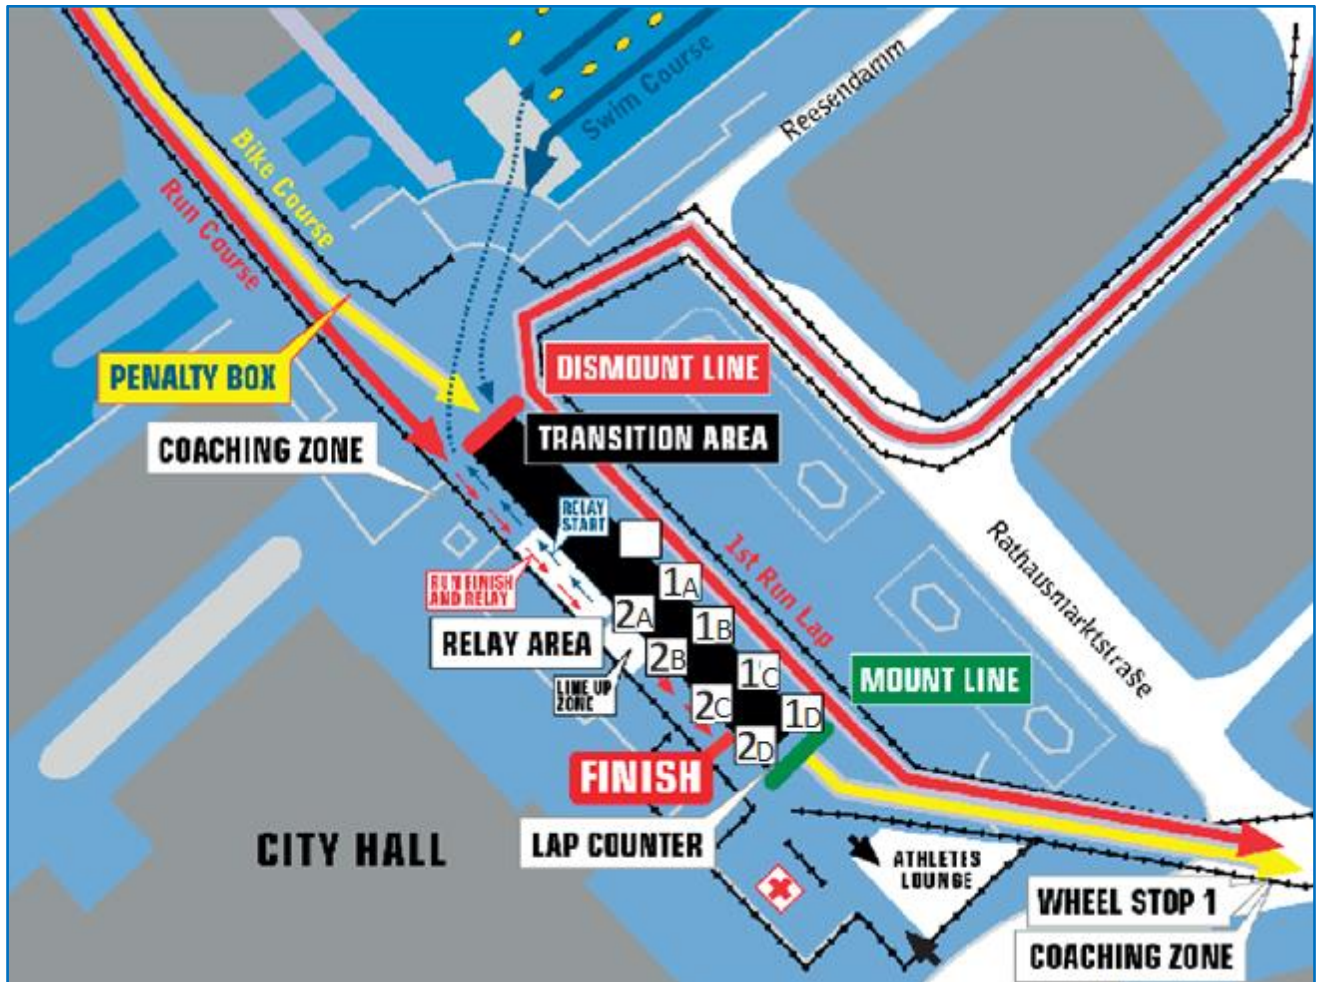 Swim Course
Reesendamm
Bike Course
Run Course
PENALTY BOX
DISMOUNT LINE
COACHING ZONE
TRANSITION AREA
RELAY
START
1st Run Lap
Rathausmarktstraße
RUN FINISH
AND RELAY
1A
2A
1B
RELAY AREA
2B
1'C
MOUNT LINE
LINE UP
ZONE
2C
1D
2D
FINISH
LAP COUNTER
CITY HALL
ATHLETES
LOUNGE
WHEEL STOP 1
COACHING ZONE